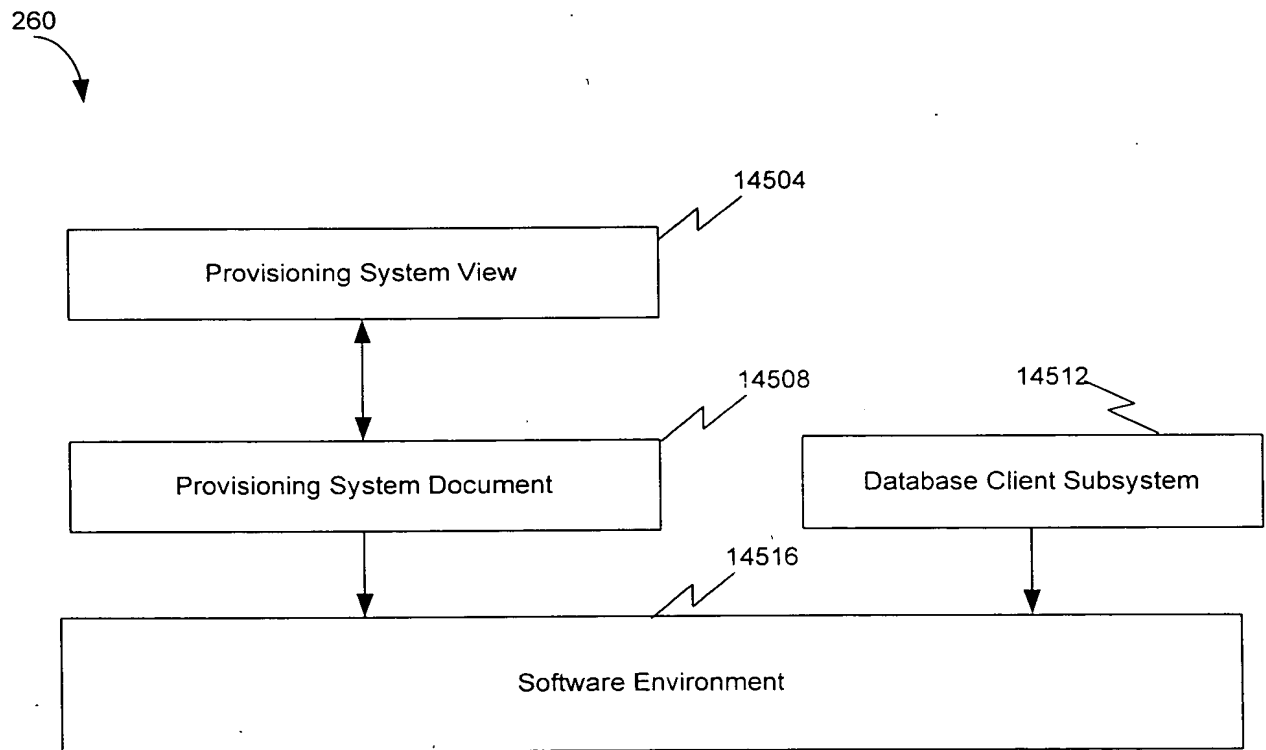 260
14504
Provisioning System View
14508
14512
Provisioning System Document
Database Client Subsystem
14516
Software Environment